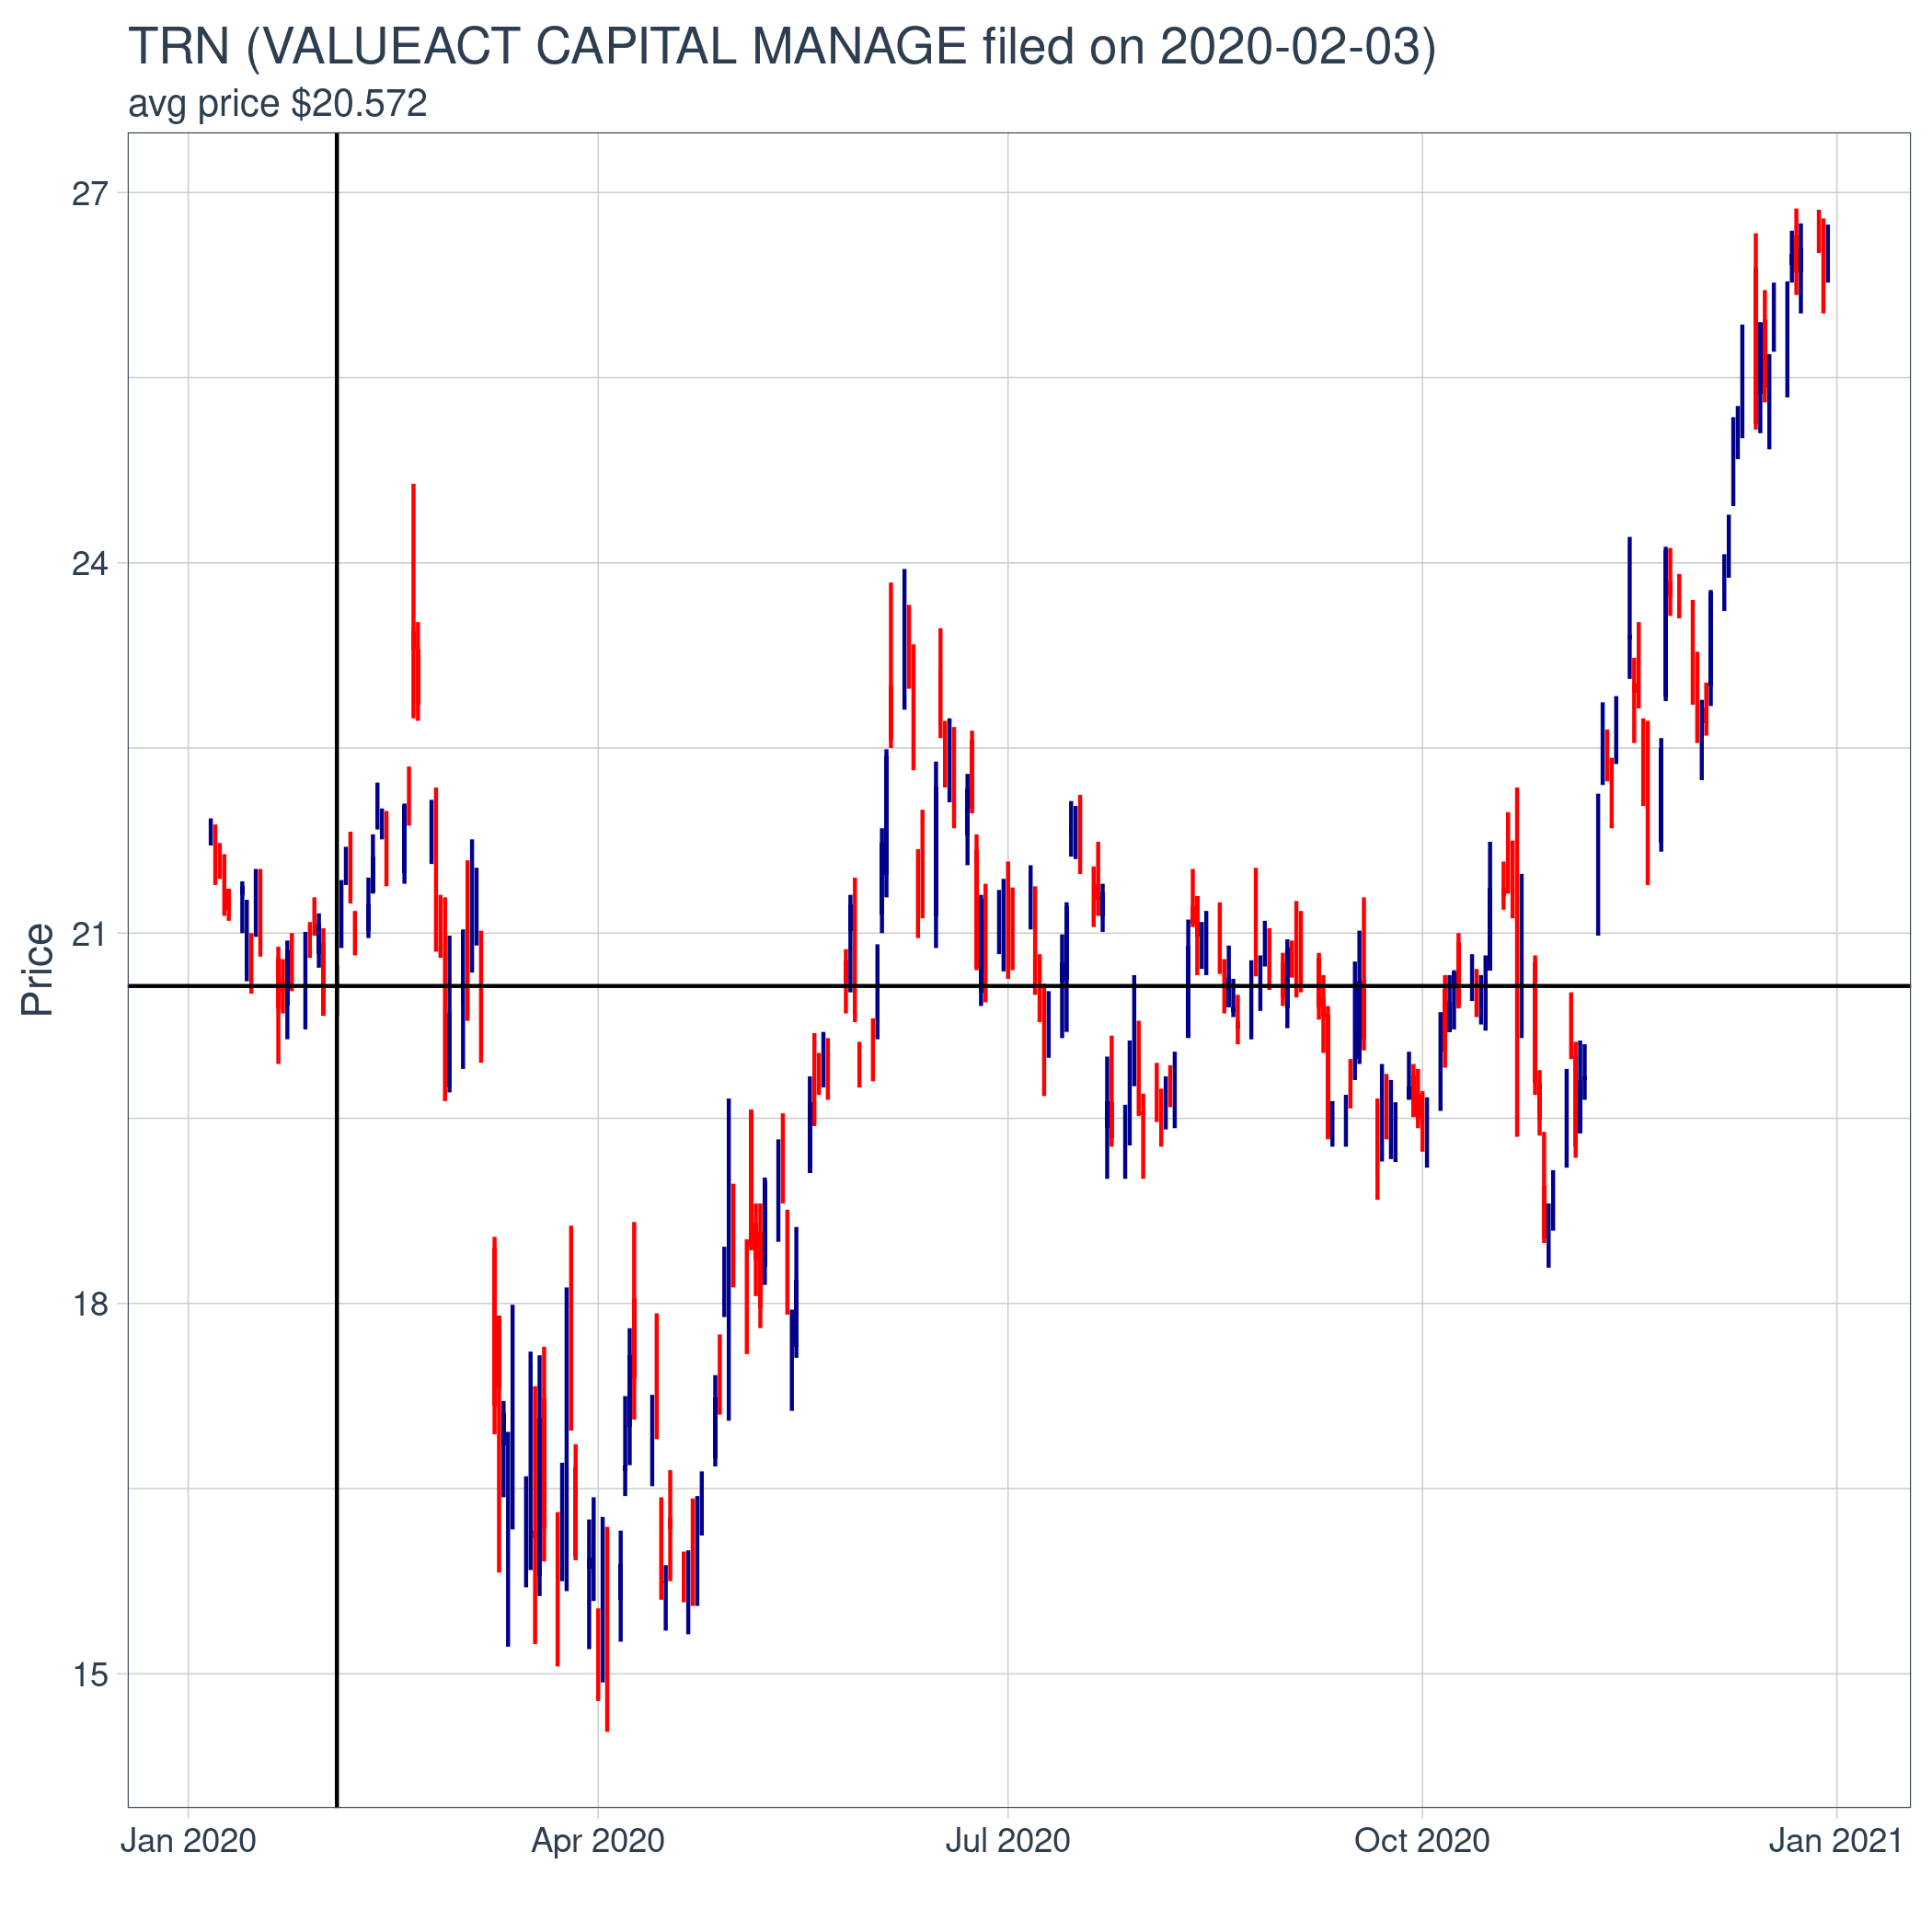 TRN (VALUEACT CAPITAL MANAGE filed on 2020-02-03)
avg price $20.572
27
24
21
18
15
Price
Jan 2020 Apr 2020 Jul 2020 Oct 2020 Jan 2021